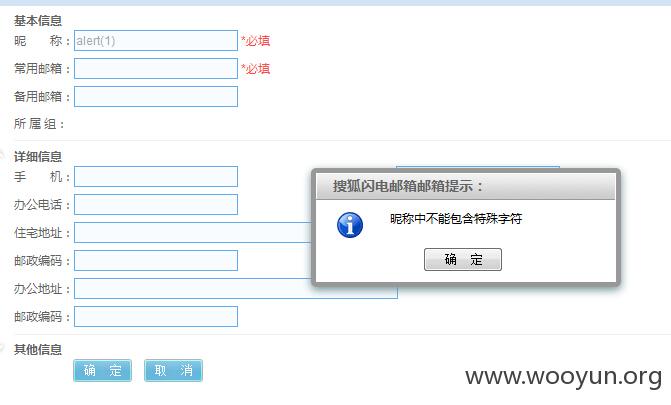 基本信息
昵　　称： alert(1) *必填
常用邮箱： *必填
备用邮箱：
所 属 组：
详细信息
手　　机：
办公电话：
住宅地址：
邮政编码：
办公地址：
邮政编码：
其他信息
确 定 取 消
搜狐闪电邮箱邮箱提示：
昵称中不能包含特殊字符
确 定
www.wooyun.org